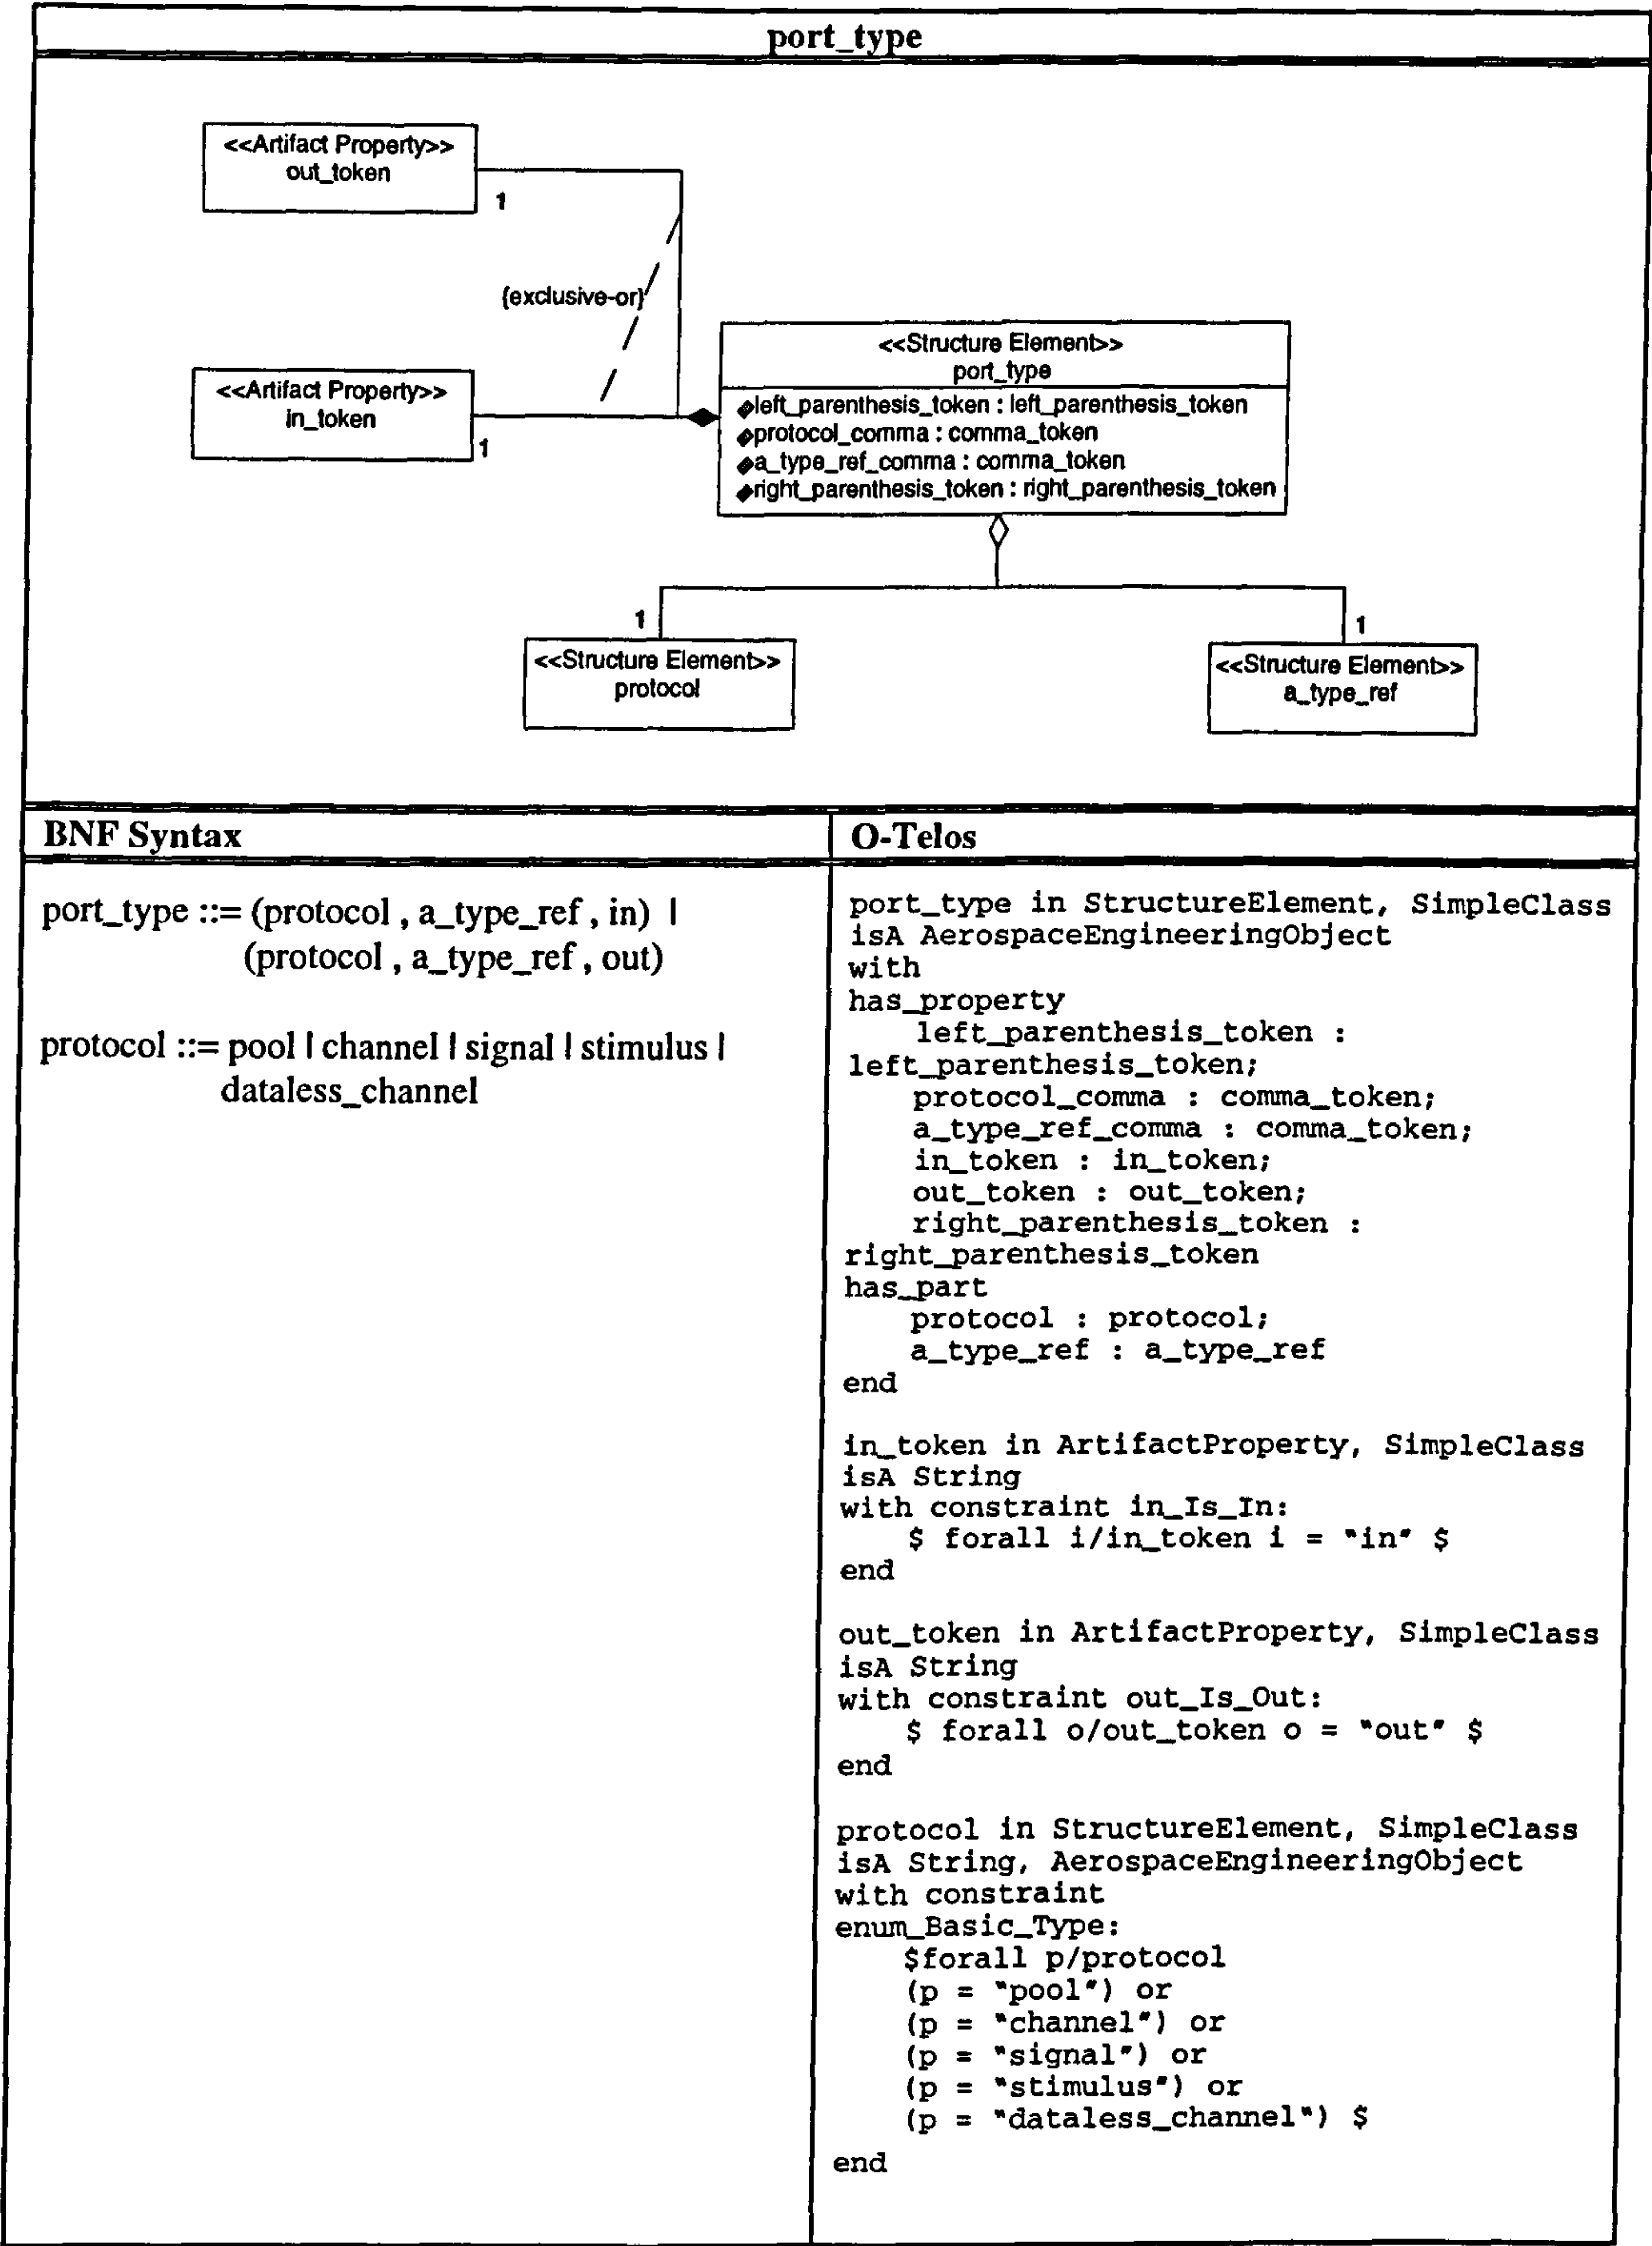 port_type
<<Artifact Property>>
out_token
1
{exclusive-or}
<<Artifact Property>>
in_token
1
<<Structure Element>>
port_type
left_parenthesis_token : left_parenthesis_token
protocol_comma : comma_token
a_type_ref_comma : comma_token
right_parenthesis_token : right_parenthesis_token
1
1
<<Structure Element>>
protocol
<<Structure Element>>
a_type_ref
BNF Syntax
port_type ::= (protocol , a_type_ref , in) |
(protocol , a_type_ref , out)
protocol ::= pool | channel | signal | stimulus |
dataless_channel
O-Telos
port_type in StructureElement, SimpleClass
isA AerospaceEngineeringObject
with
has_property
left_parenthesis_token :
left_parenthesis_token;
protocol_comma : comma_token;
a_type_ref_comma : comma_token;
in_token : in_token;
out_token : out_token;
right_parenthesis_token :
right_parenthesis_token
has_part
protocol : protocol;
a_type_ref : a_type_ref
end
in_token in ArtifactProperty, SimpleClass
isA String
with constraint in_Is_In:
$ forall i/in_token i = "in" $
end
out_token in ArtifactProperty, SimpleClass
isA String
with constraint out_Is_Out:
$ forall o/out_token o = "out" $
end
protocol in StructureElement, SimpleClass
isA String, AerospaceEngineeringObject
with constraint
enum_Basic_Type:
$forall p/protocol
(p = "pool") or
(p = "channel") or
(p = "signal") or
(p = "stimulus") or
(p = "dataless_channel") $
end